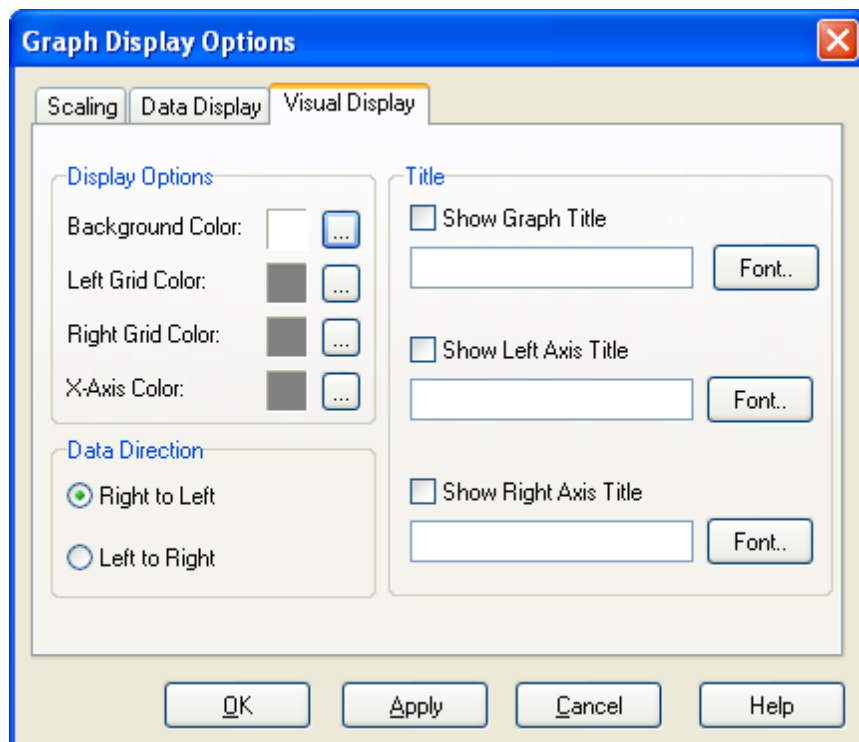 Graph Display Options
Scaling
Data Display
Visual Display
Display Options
Background Color:
...
Left Grid Color:
...
Right Grid Color:
...
X-Axis Color:
...
Data Direction
Right to Left
Left to Right
Title
Show Graph Title
Font..
Show Left Axis Title
Font..
Show Right Axis Title
Font..
OK
Apply
Cancel
Help